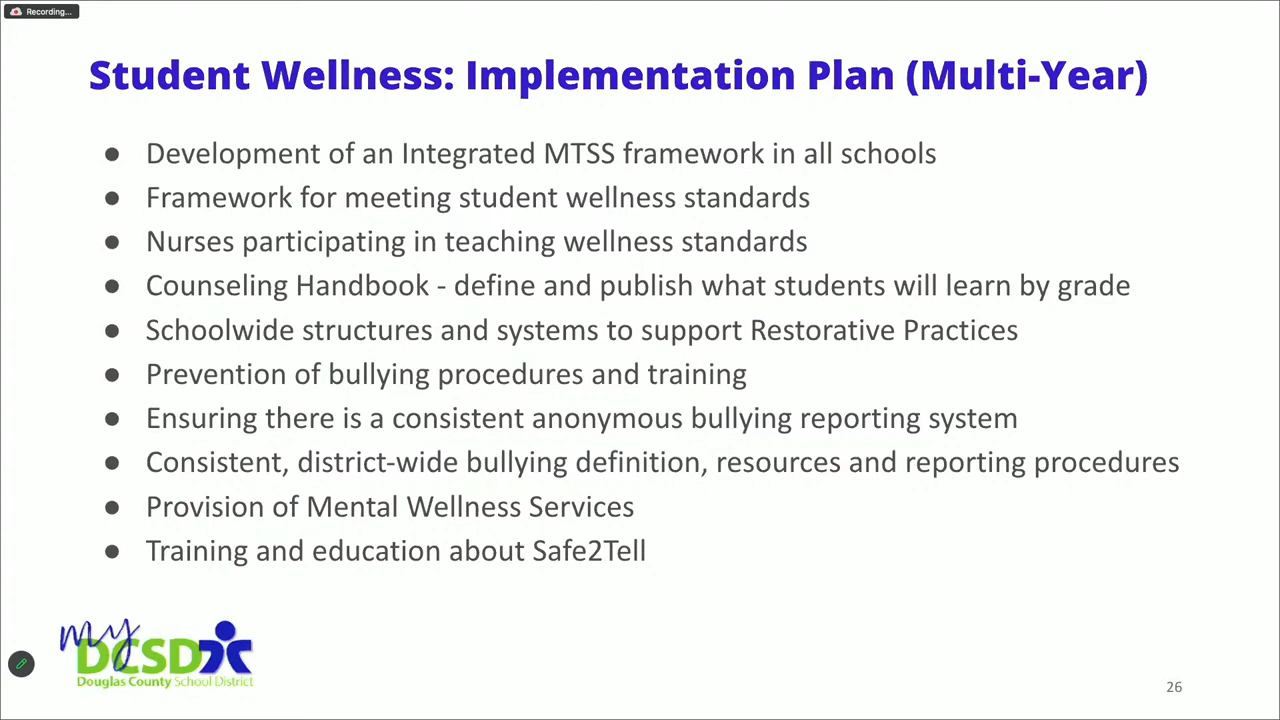 Recording...
Student Wellness: Implementation Plan (Multi-Year)
● Development of an Integrated MTSS framework in all schools
● Framework for meeting student wellness standards
● Nurses participating in teaching wellness standards
● Counseling Handbook - define and publish what students will learn by grade
● Schoolwide structures and systems to support Restorative Practices
● Prevention of bullying procedures and training
● Ensuring there is a consistent anonymous bullying reporting system
● Consistent, district-wide bullying definition, resources and reporting procedures
● Provision of Mental Wellness Services
● Training and education about Safe2Tell
my
DCSD
Douglas County School District
26